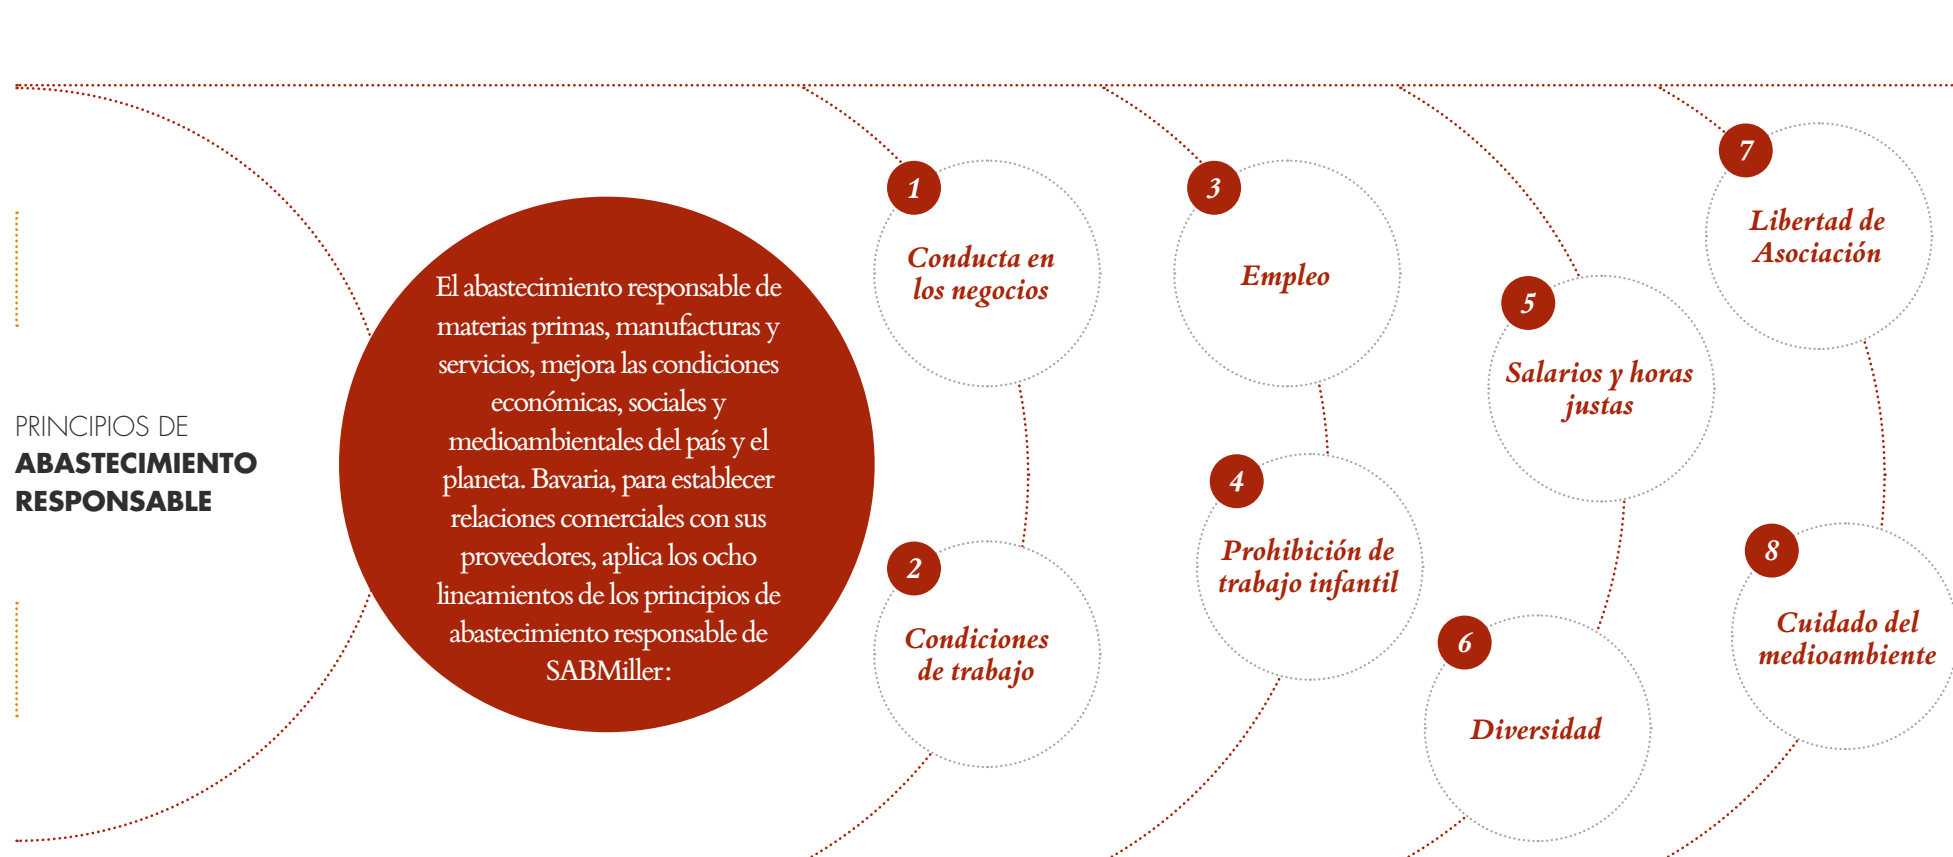 PRINCIPIOS DE
ABASTECIMIENTO
RESPONSABLE
El abastecimiento responsable de
materias primas, manufacturas y
servicios, mejora las condiciones
económicas, sociales y
medioambientales del país y el
planeta. Bavaria, para establecer
relaciones comerciales con sus
proveedores, aplica los ocho
lineamientos de los principios de
abastecimiento responsable de
SABMiller:
1
Conducta en
los negocios
2
Condiciones
de trabajo
3
Empleo
4
Prohibición de
trabajo infantil
5
Salarios y horas
justas
6
Diversidad
7
Libertad de
Asociación
8
Cuidado del
medioambiente